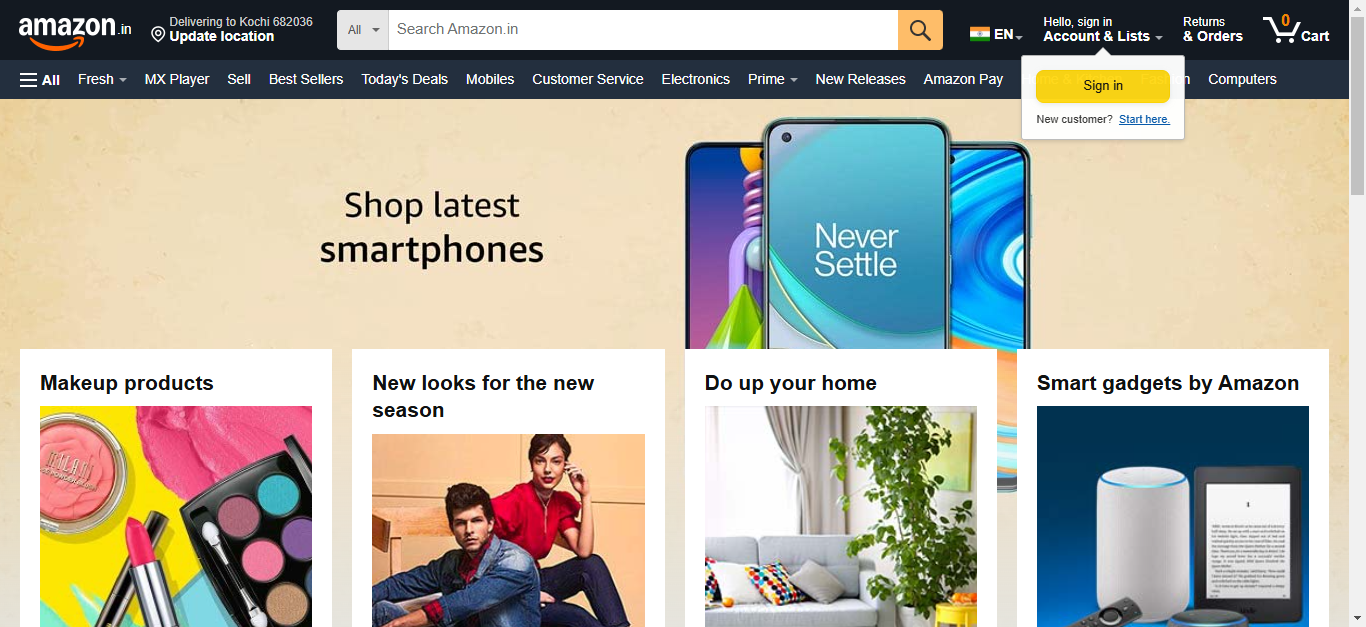 amazon.in
Delivering to Kochi 682036
Update location
All
Search Amazon.in
EN
Hello, sign in
Account & Lists
Returns
& Orders
0
Cart
All
Fresh
MX Player
Sell
Best Sellers
Today's Deals
Mobiles
Customer Service
Electronics
Prime
New Releases
Amazon Pay
Computers
Sign in
New customer? Start here.
Shop latest
smartphones
Never
Settle
Makeup products
New looks for the new
season
Do up your home
Smart gadgets by Amazon
MILANI
kindle